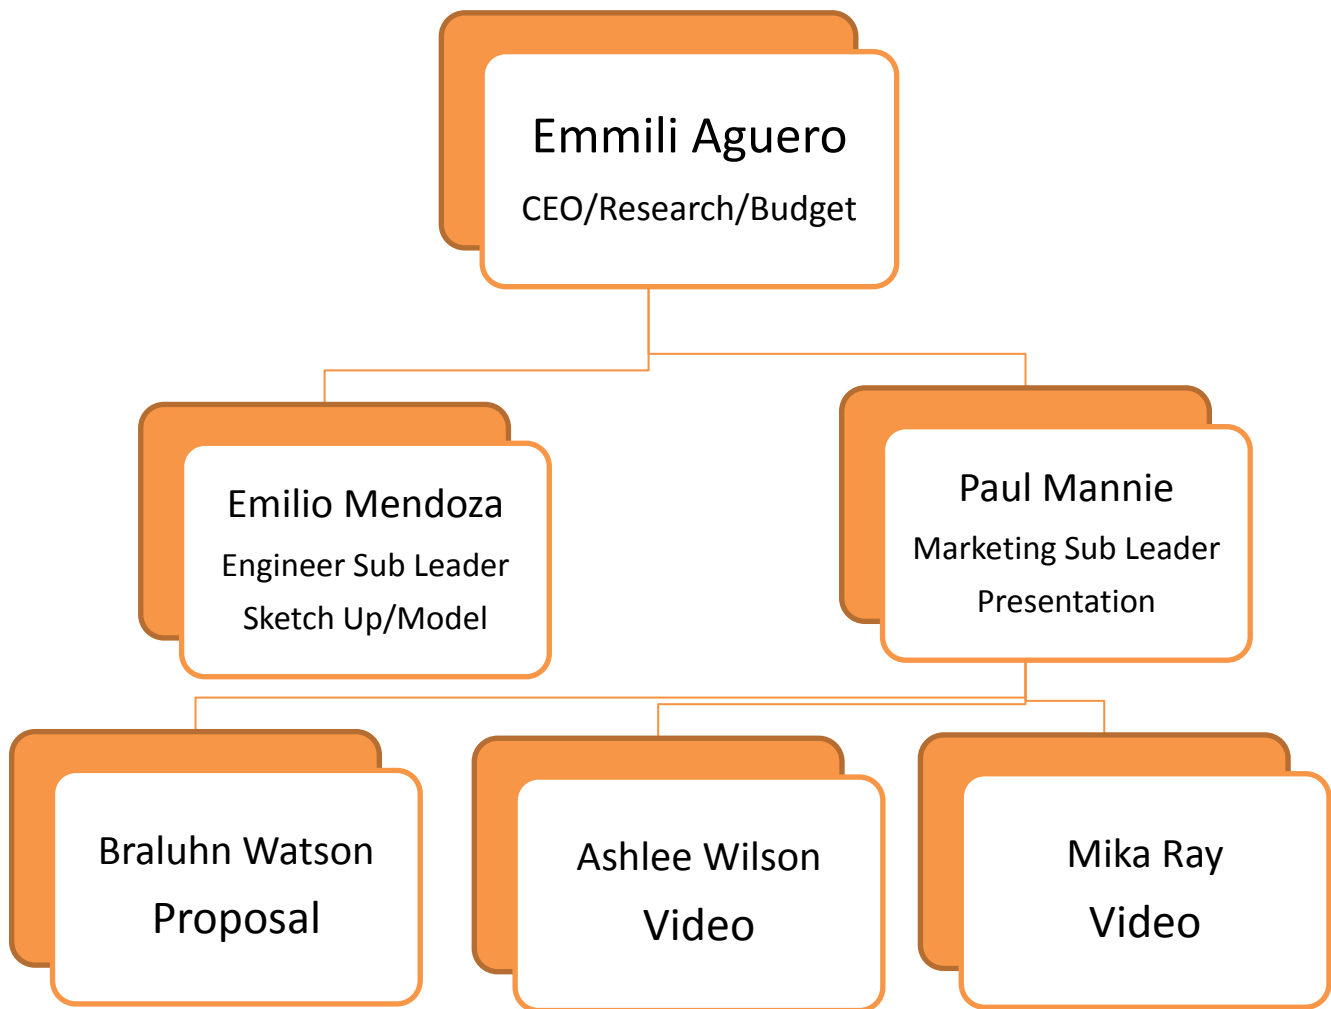 Emmili Aguero
CEO/Research/Budget
Emilio Mendoza
Engineer Sub Leader
Sketch Up/Model
Paul Mannie
Marketing Sub Leader
Presentation
Braluhn Watson
Proposal
Ashlee Wilson
Video
Mika Ray
Video